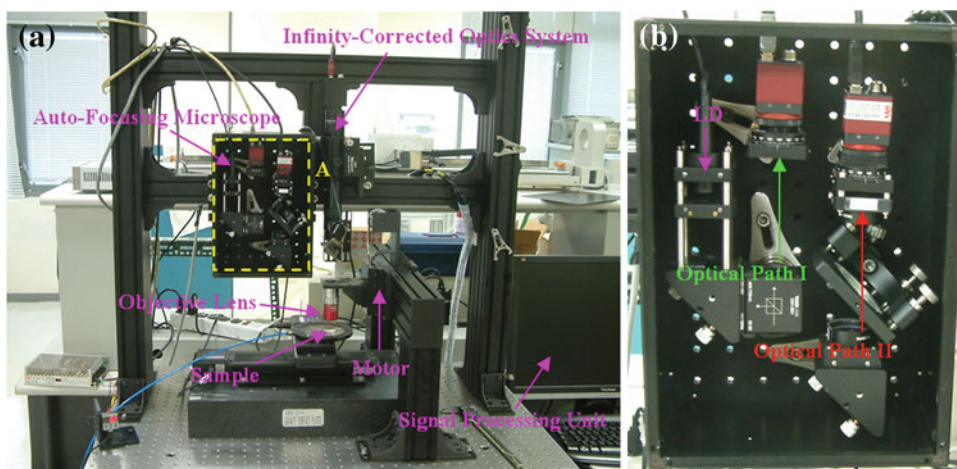 (a)
Infinity-Corrected Optics System
Auto-Focusing Microscope
A
Objective Lens
Sample
Motor
Signal Processing Unit
(b)
LD
Optical Path I
Optical Path II